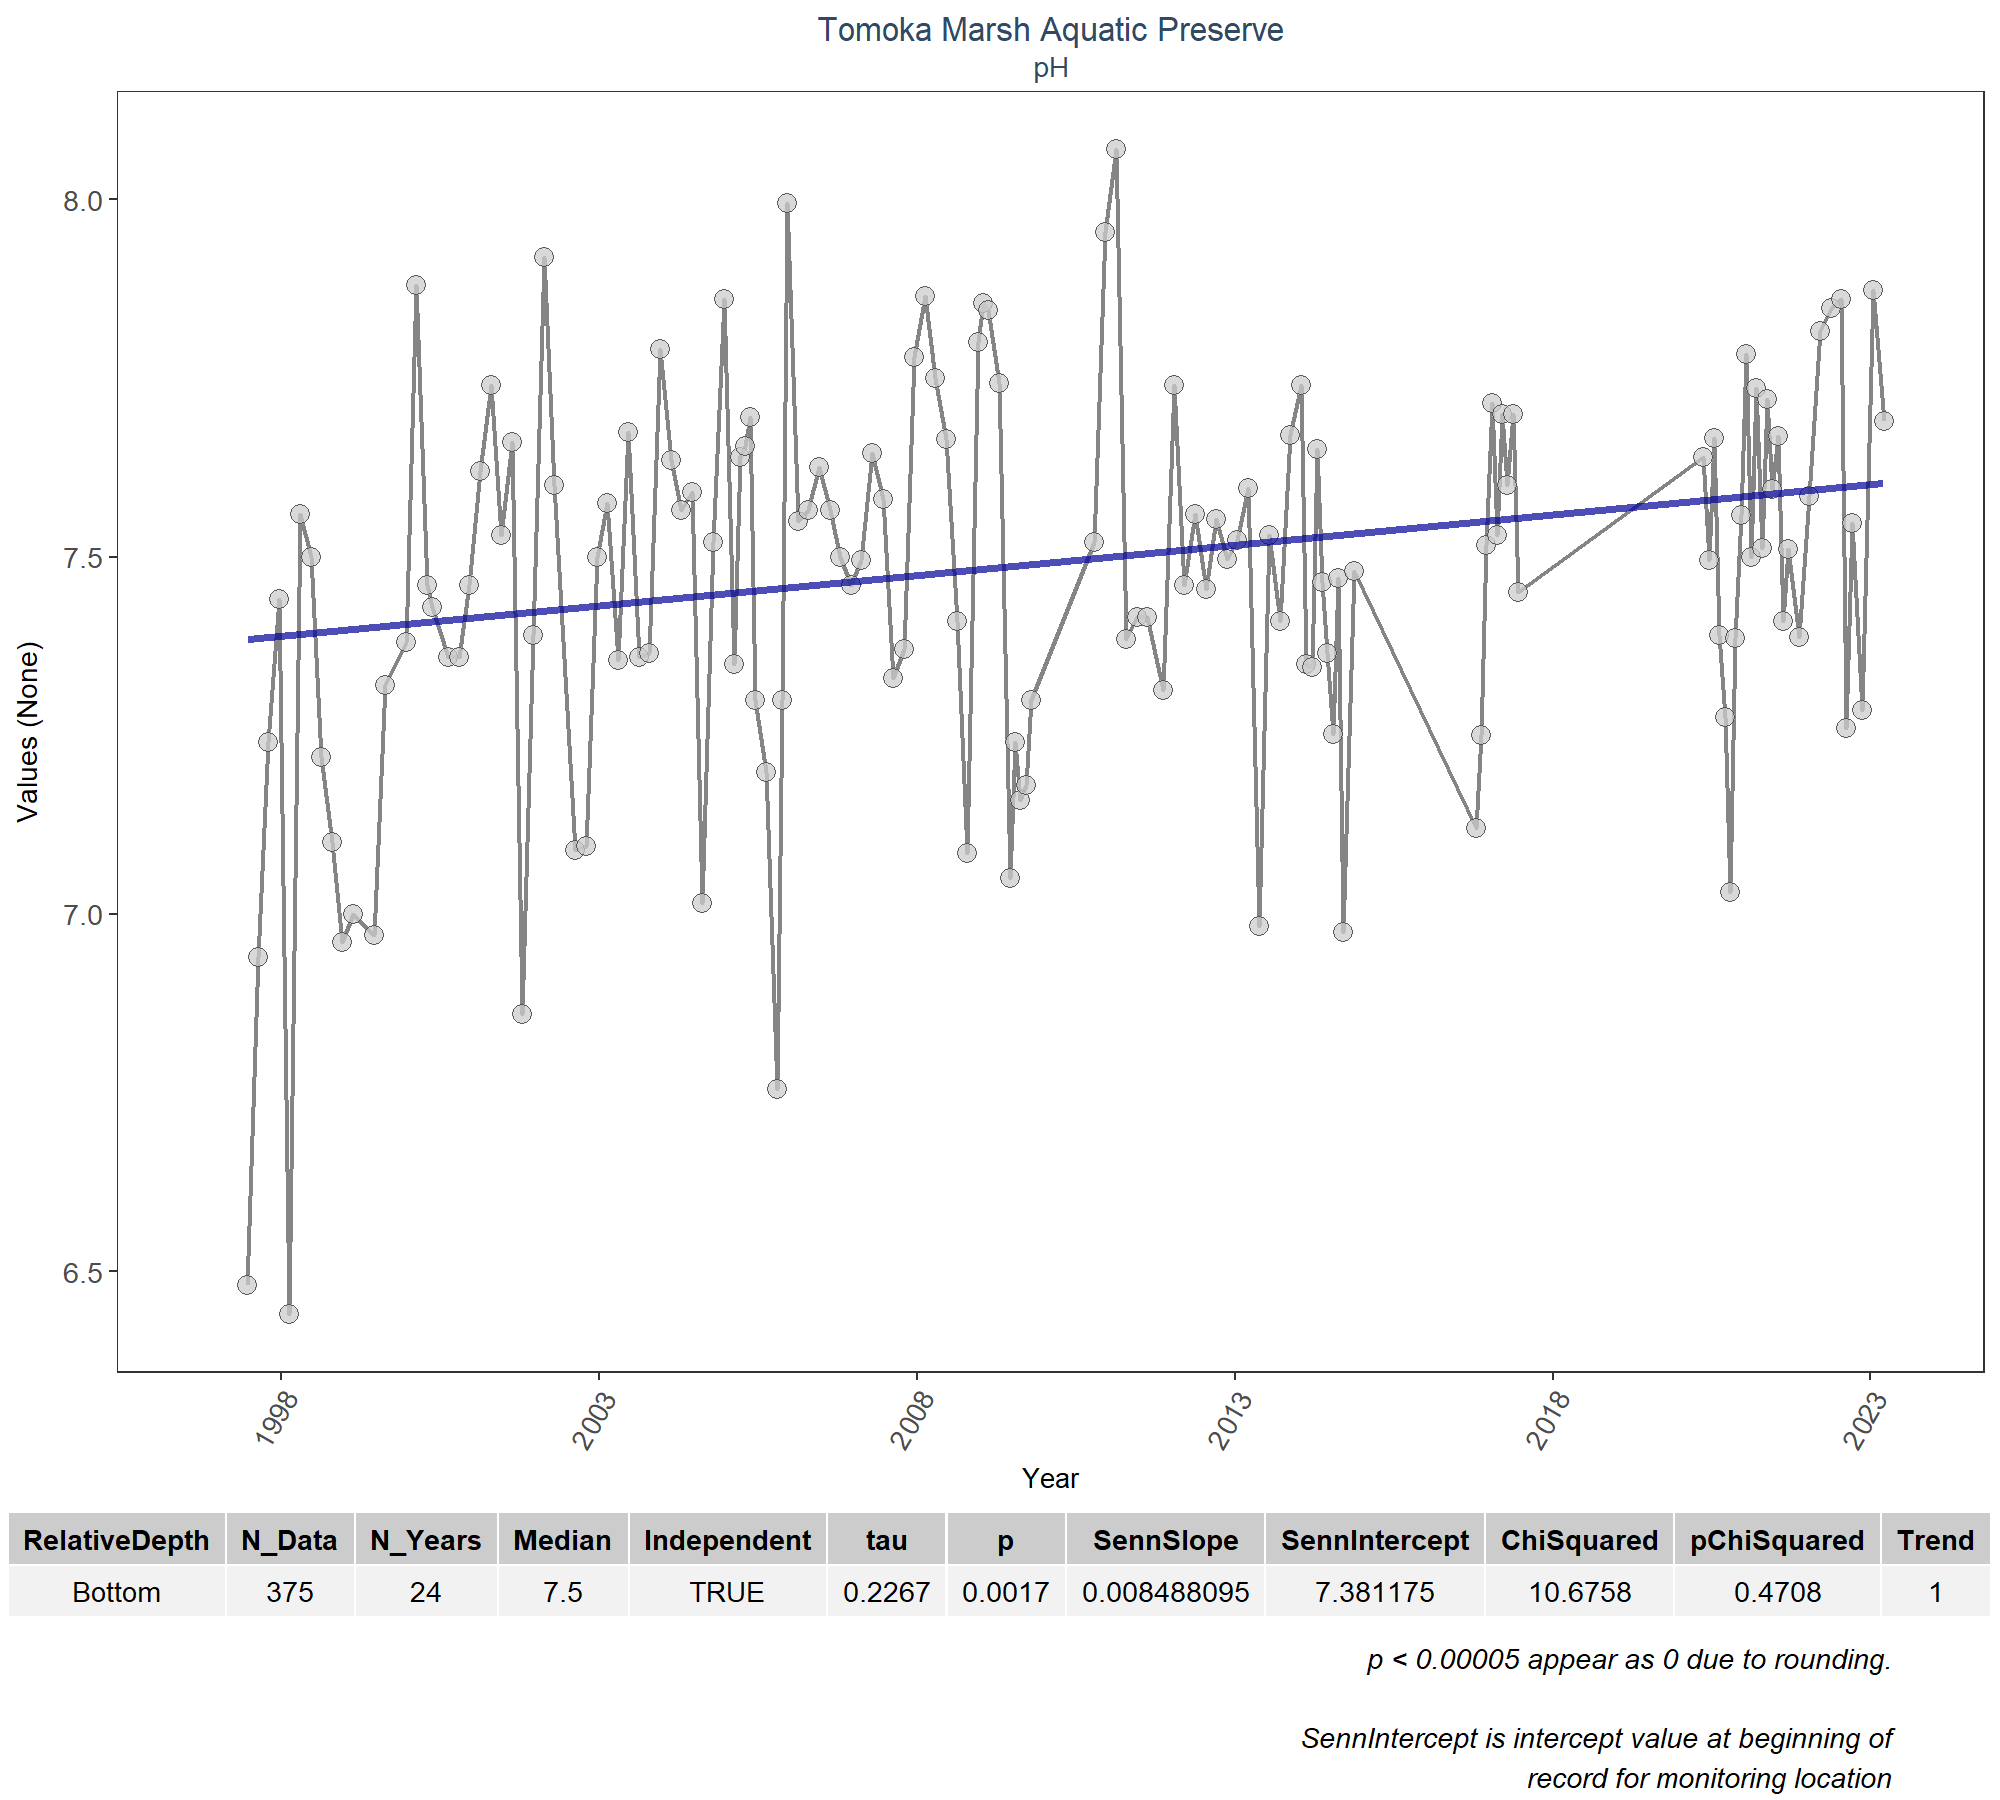 Tomoka Marsh Aquatic Preserve
pH
8.0
7.5
7.0
6.5
Values (None)
1998 2003 2008 2013 2018 2023
Year
RelativeDepth N_Data N_Years Median Independent tau p SennSlope SennIntercept ChiSquared pChiSquared Trend
Bottom 375 24 7.5 TRUE 0.2267 0.0017 0.008488095 7.381175 10.6758 0.4708 1
p < 0.00005 appear as 0 due to rounding.
SennIntercept is intercept value at beginning of
record for monitoring location